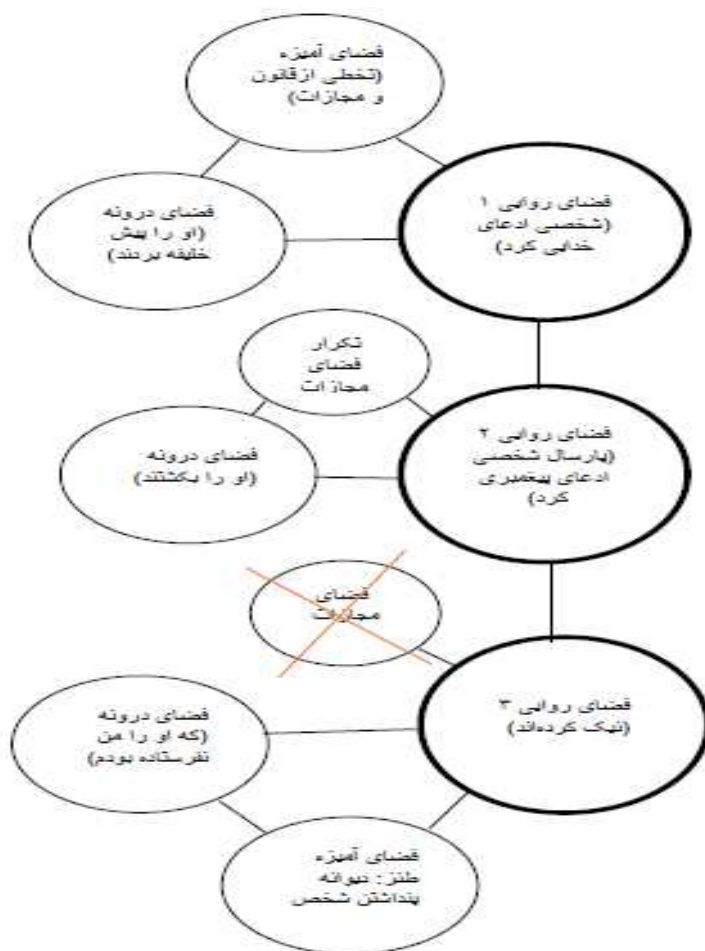 فضای آمیزه
(تخطی ازقانون
و مجازات)
فضای روایی ۱
(شخصی ادعای
خدایی کرد)
فضای درونه
(او را پیش
خلیفه بردند)
تکرار
فضای
مجازات
فضای روایی ۲
(پارسال شخصی
ادعای پیغمبری
کرد)
فضای درونه
(او را بکشتند)
فضای
مجازات
فضای روایی ۳
(نیک کرده‌اند)
فضای درونه
(که او را من
نفرستاده بودم)
فضای آمیزه
طنز: دیوانه
پنداشتن شخص